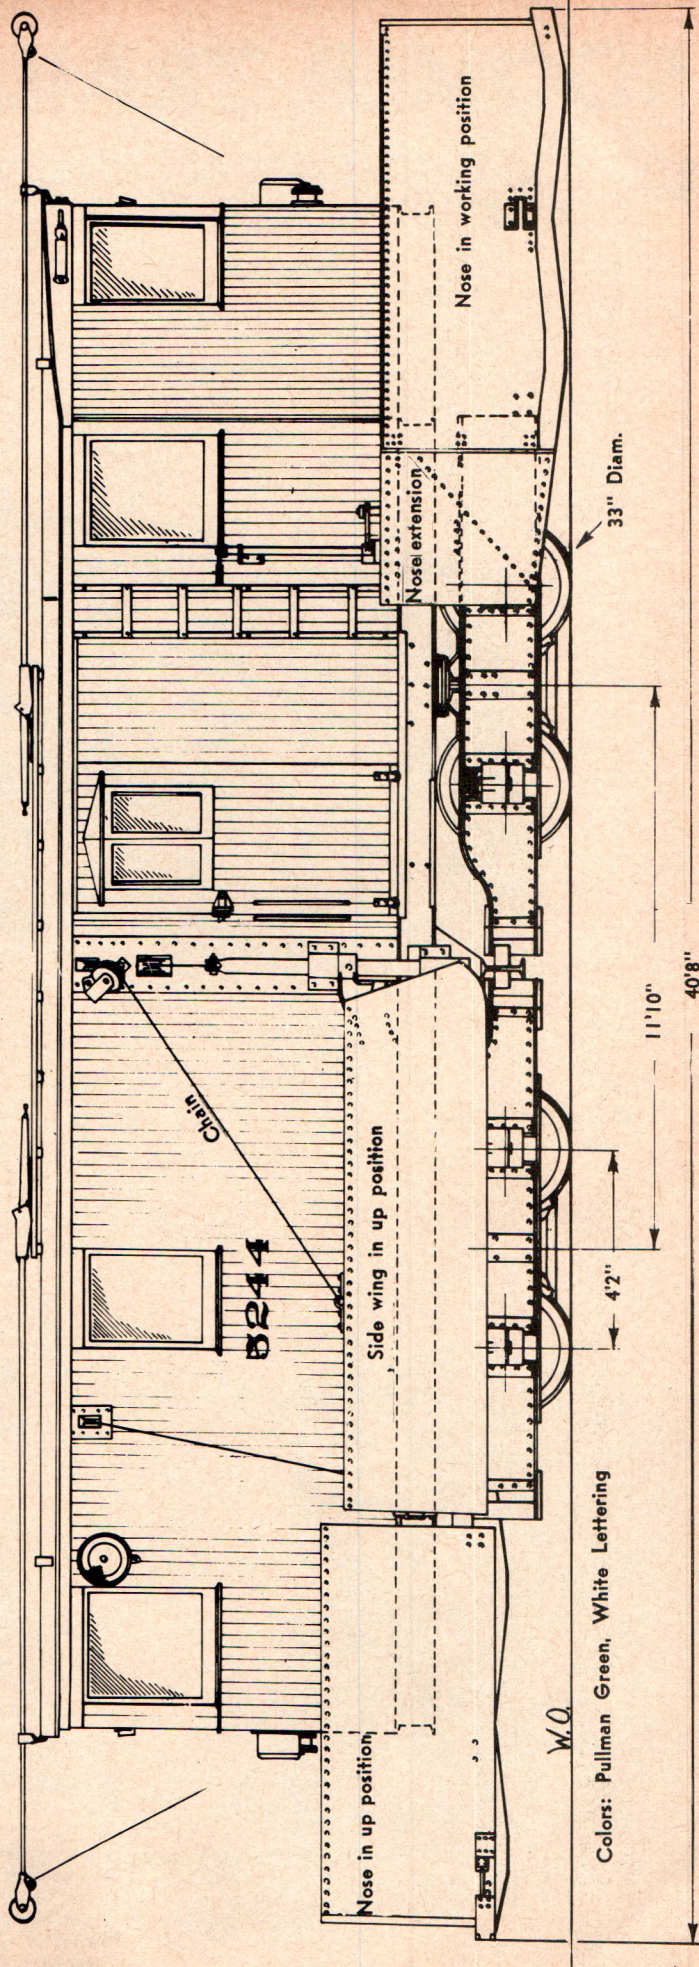 Nose in up position
Side wing in up position
Chain
5244
Nose extension
Nose in working position
33" Diam.
4'2"
11'10"
40'8"
W.O.
Colors: Pullman Green, White Lettering